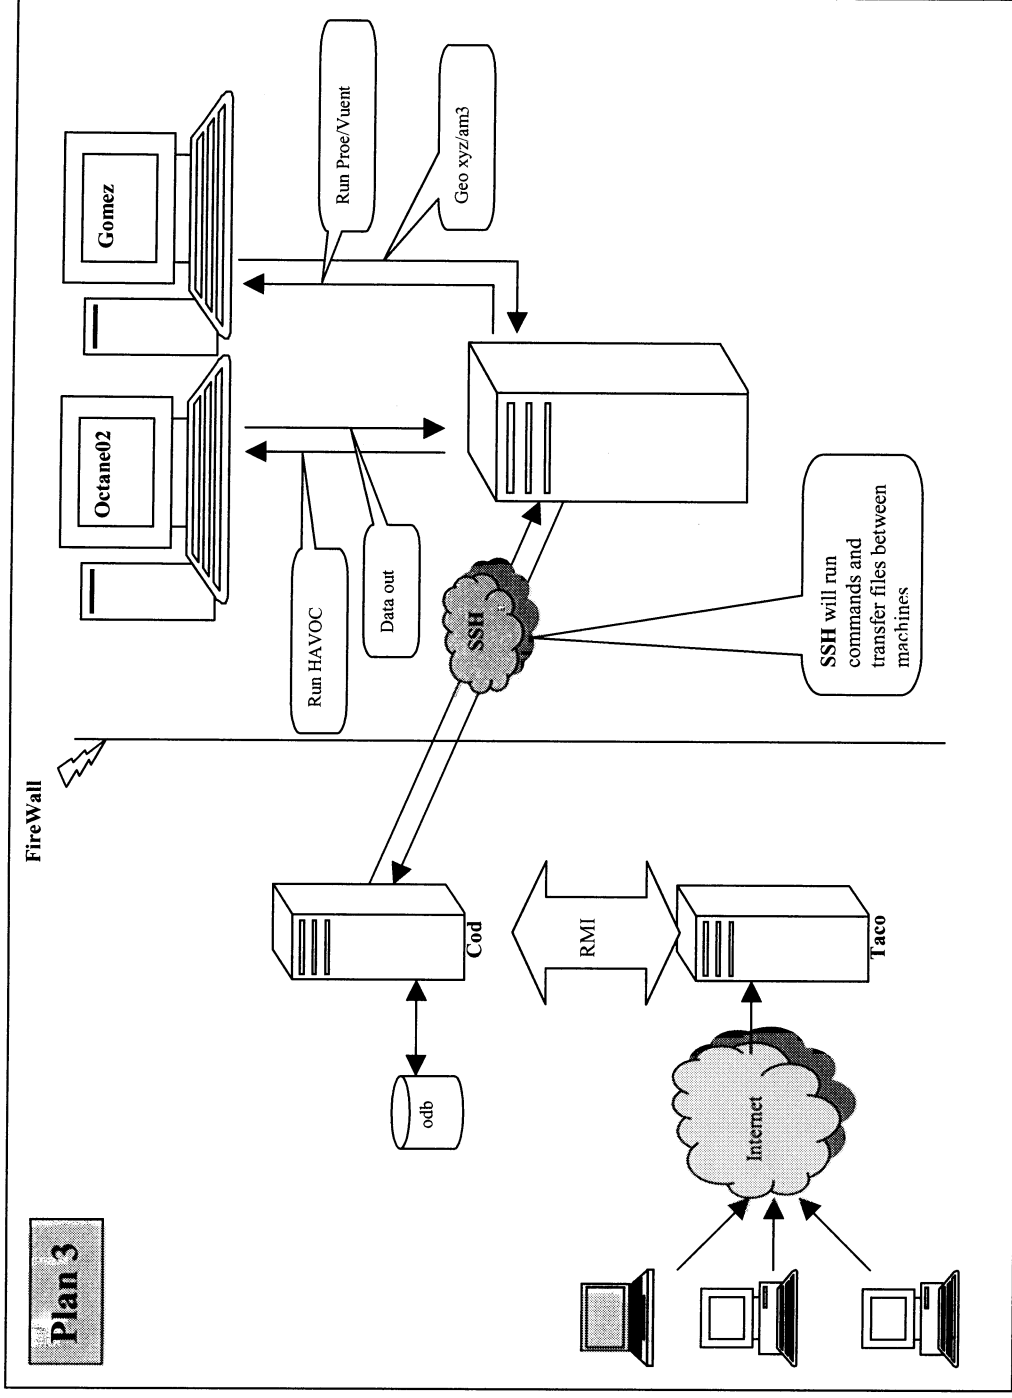 Plan 3
FireWall
Octane02
Gomez
Run HAVOC
Data out
Run Proe/Vuent
Geo xyz/am3
SSH
SSH will run
commands and
transfer files between
machines
odb
Cod
RMI
Internet
Taco